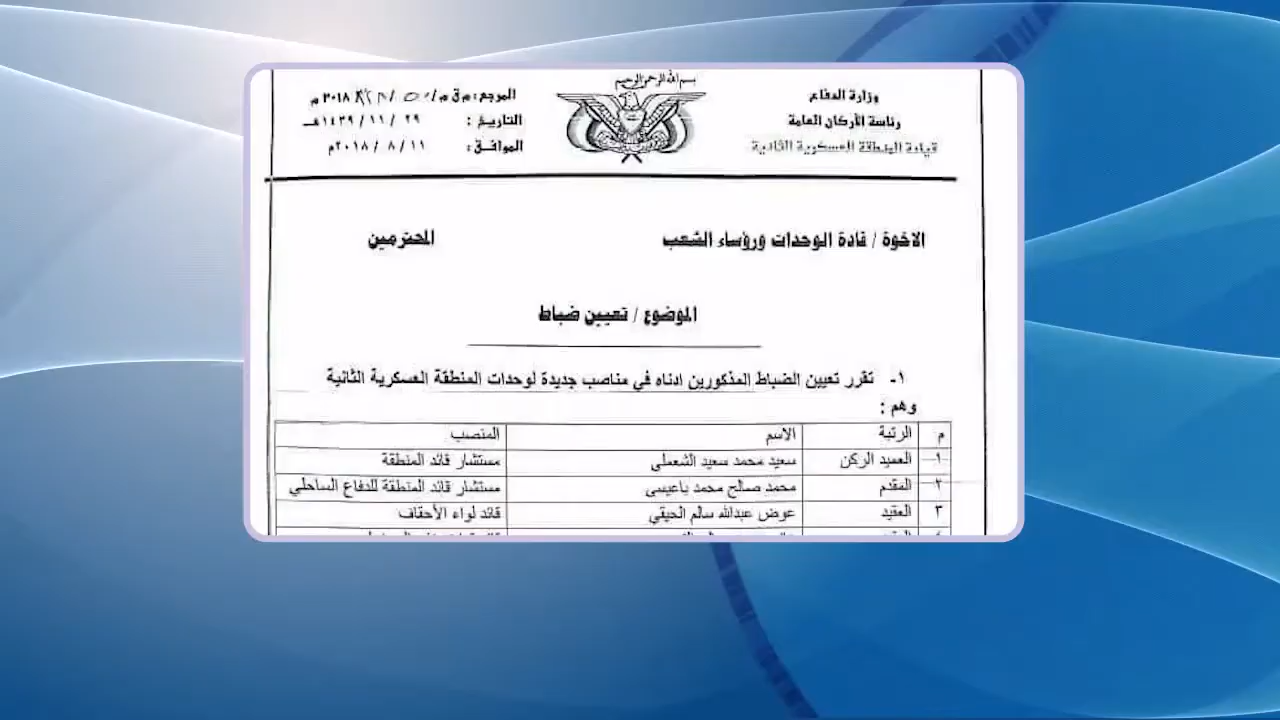 بسم الله الرحمن الرحيم
وزارة الدفاع
رئاسة الأركان العامة
قيادة المنطقة العسكرية الثانية
المرجع: م ق م / ٢٠١٨م
التاريخ: ٢٩ / ١١ / ١٤٣٩هـ
الموافق: ١١ / ٨ / ٢٠١٨م
الاخوة / قادة الوحدات ورؤساء الشعب المحترمين
الموضوع / تعيين ضباط
١- تقرر تعيين الضباط المذكورين ادناه في مناصب جديدة لوحدات المنطقة العسكرية الثانية
وهم :
م الرتبة الاسم المنصب
١- العميد الركن سعيد محمد سعيد الشعملي مستشار قائد المنطقة
٢- المقدم محمد صالح محمد باعيسى مستشار قائد المنطقة للدفاع الساحلي
٣ العقيد عوض عبدالله سالم الحيقي قائد لواء الأحقاف